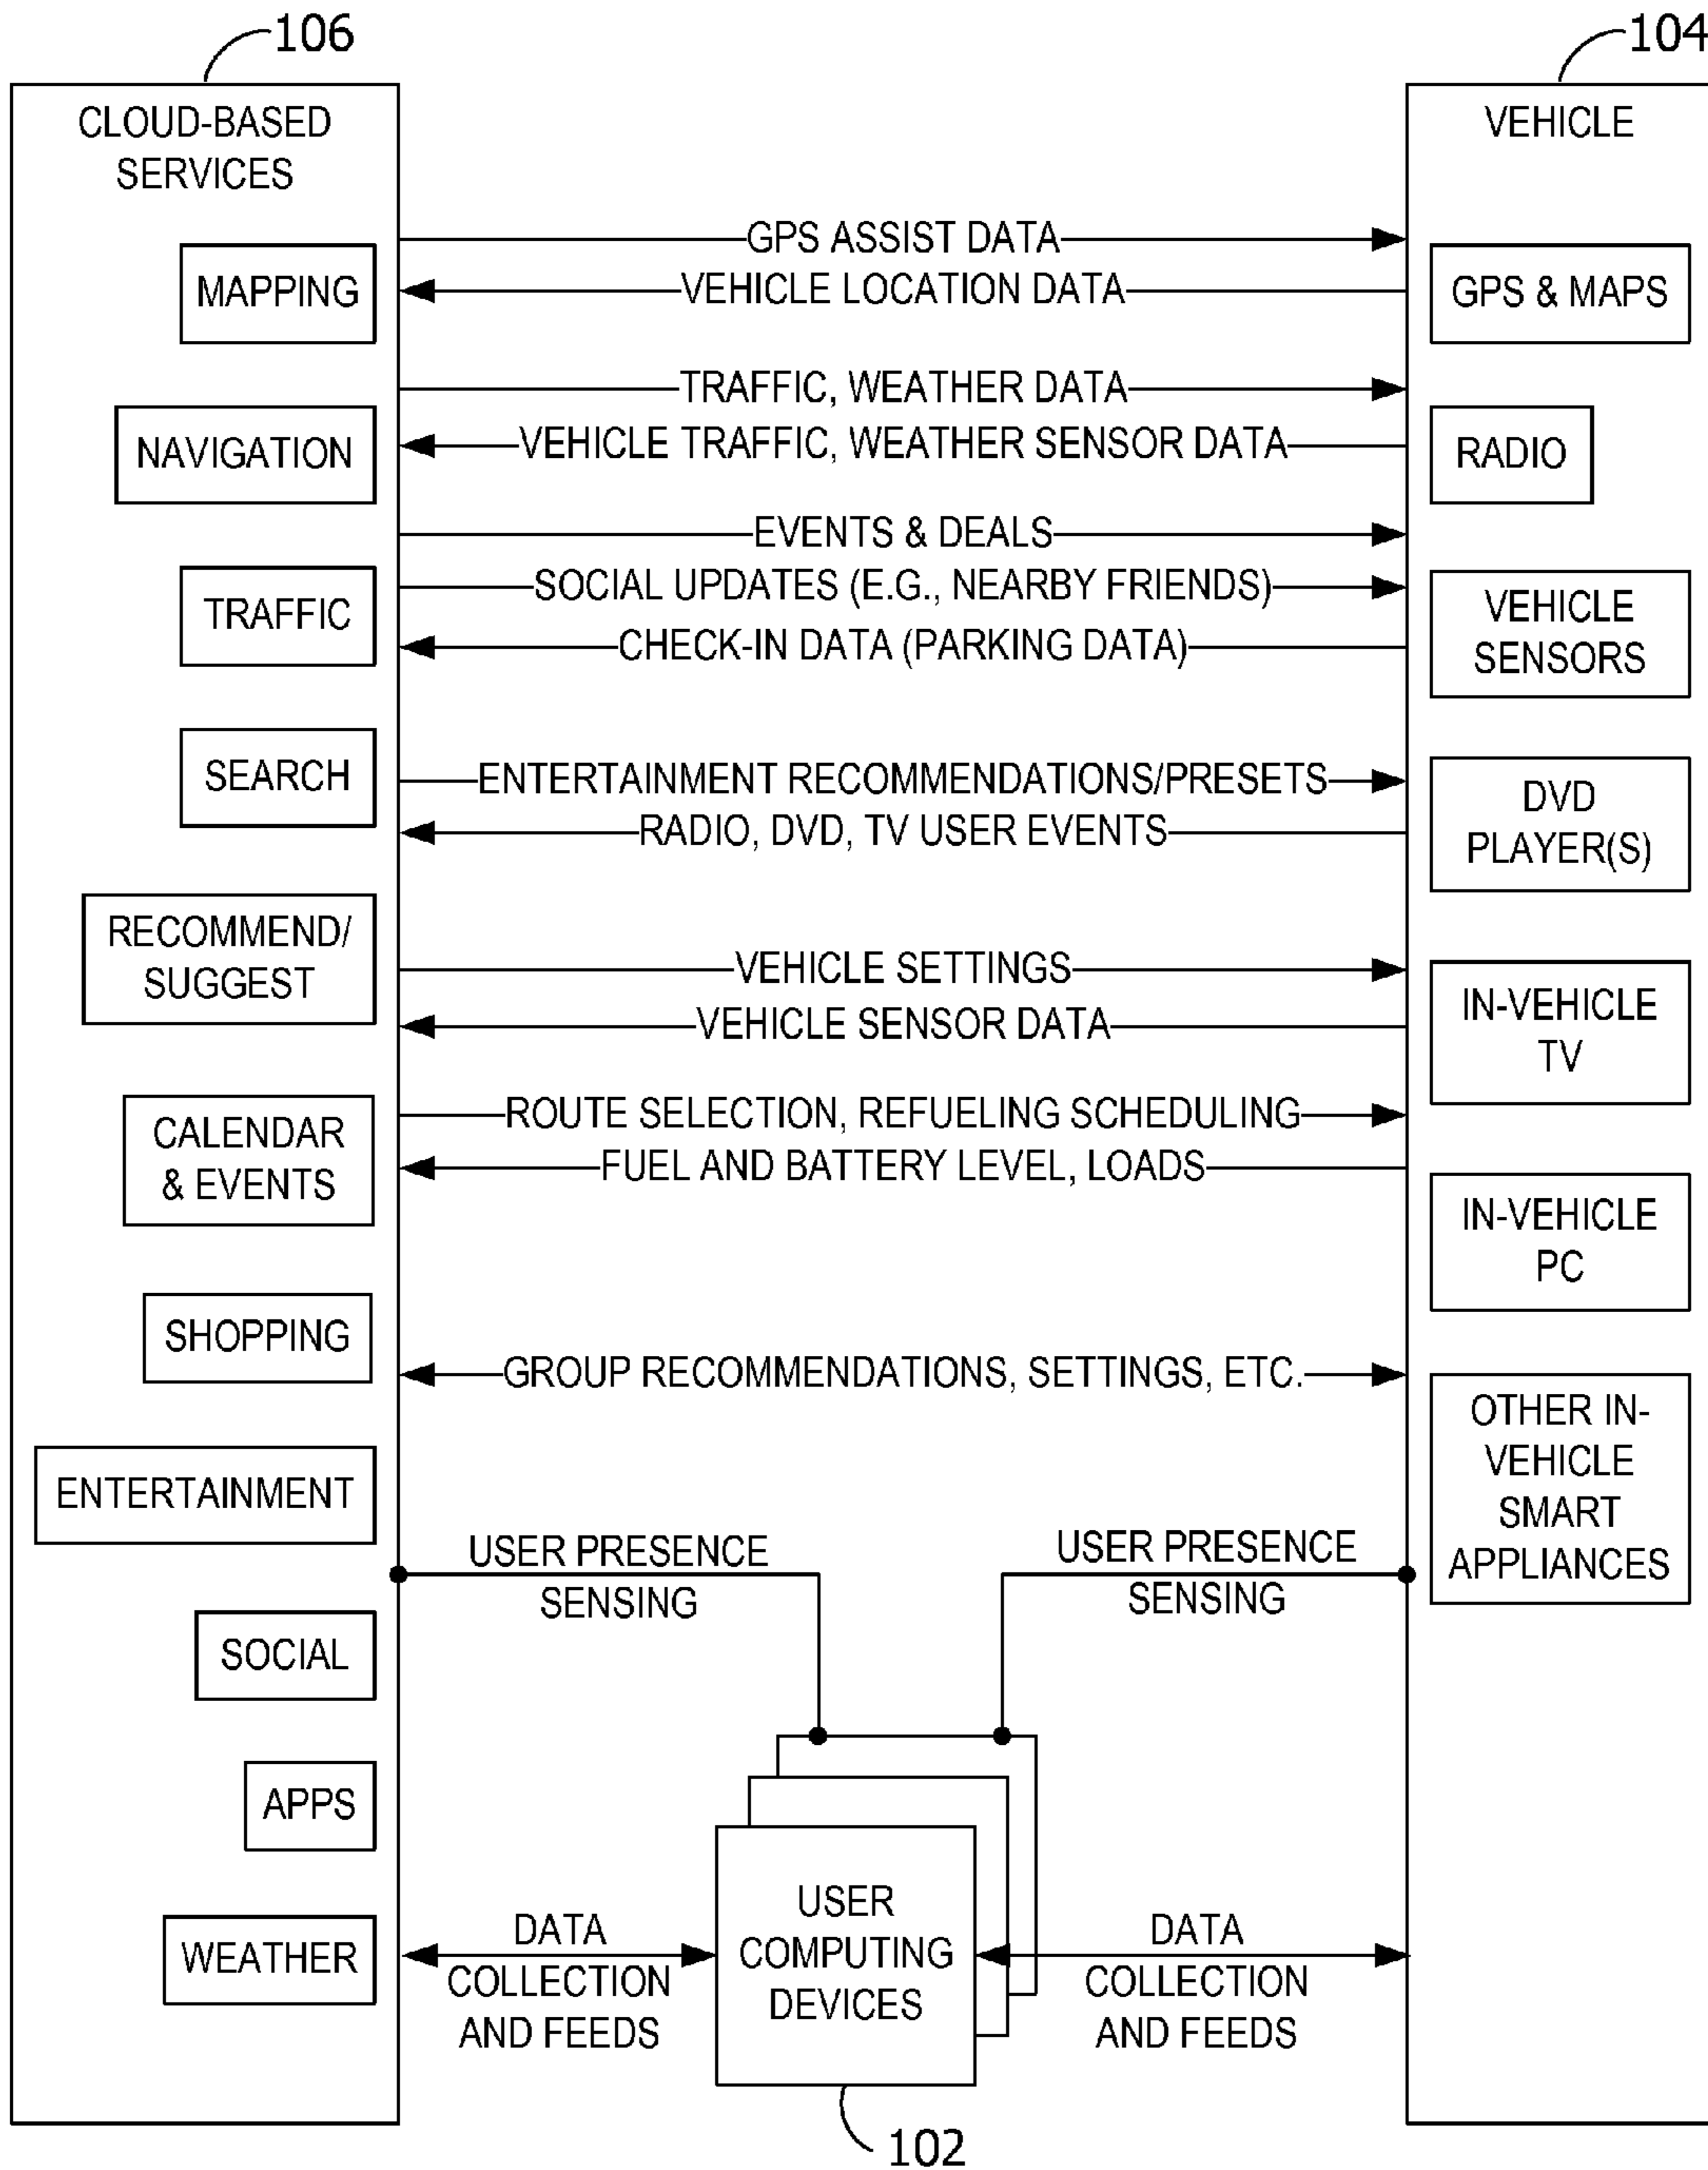 106
104
CLOUD-BASED
SERVICES
MAPPING
NAVIGATION
TRAFFIC
SEARCH
RECOMMEND/
SUGGEST
CALENDAR
& EVENTS
SHOPPING
ENTERTAINMENT
SOCIAL
APPS
WEATHER
GPS ASSIST DATA
VEHICLE LOCATION DATA
TRAFFIC, WEATHER DATA
VEHICLE TRAFFIC, WEATHER SENSOR DATA
EVENTS & DEALS
SOCIAL UPDATES (E.G., NEARBY FRIENDS)
CHECK-IN DATA (PARKING DATA)
ENTERTAINMENT RECOMMENDATIONS/PRESETS
RADIO, DVD, TV USER EVENTS
VEHICLE SETTINGS
VEHICLE SENSOR DATA
ROUTE SELECTION, REFUELING SCHEDULING
FUEL AND BATTERY LEVEL, LOADS
GROUP RECOMMENDATIONS, SETTINGS, ETC.
USER PRESENCE
SENSING
USER PRESENCE
SENSING
DATA
COLLECTION
AND FEEDS
USER
COMPUTING
DEVICES
DATA
COLLECTION
AND FEEDS
102
VEHICLE
GPS & MAPS
RADIO
VEHICLE
SENSORS
DVD
PLAYER(S)
IN-VEHICLE
TV
IN-VEHICLE
PC
OTHER IN-
VEHICLE
SMART
APPLIANCES